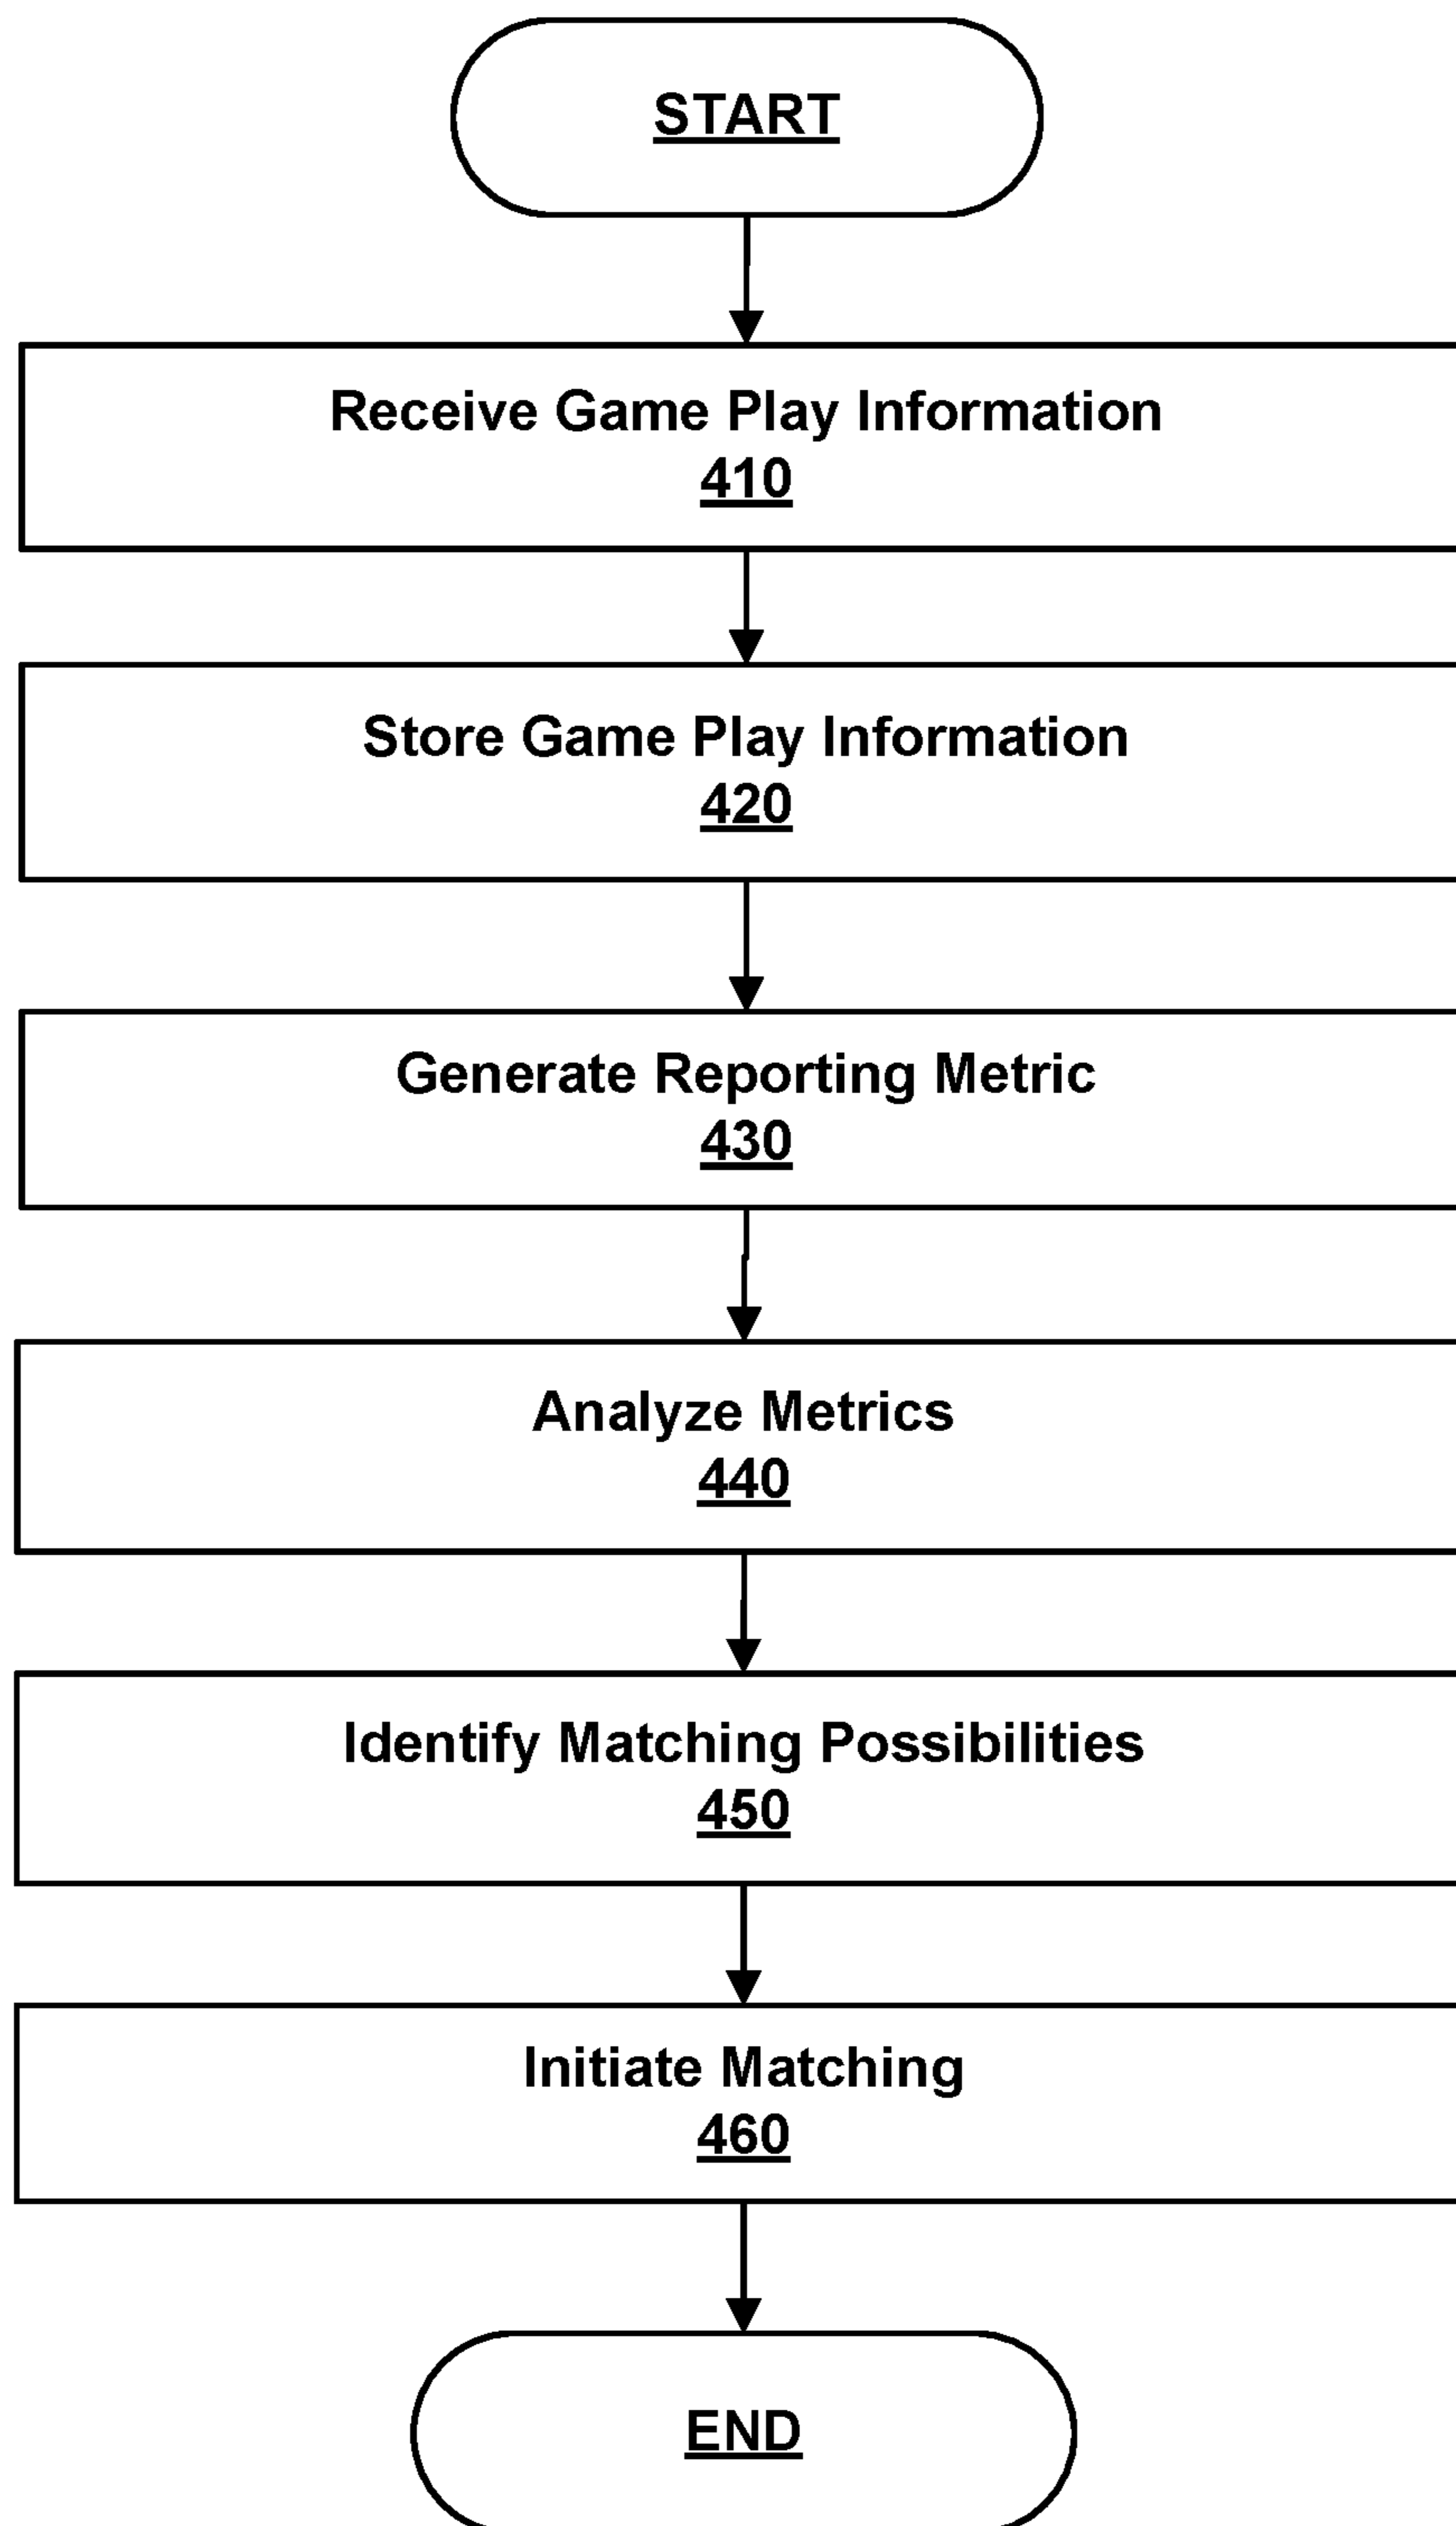 START
Receive Game Play Information
410
Store Game Play Information
420
Generate Reporting Metric
430
Analyze Metrics
440
Identify Matching Possibilities
450
Initiate Matching
460
END